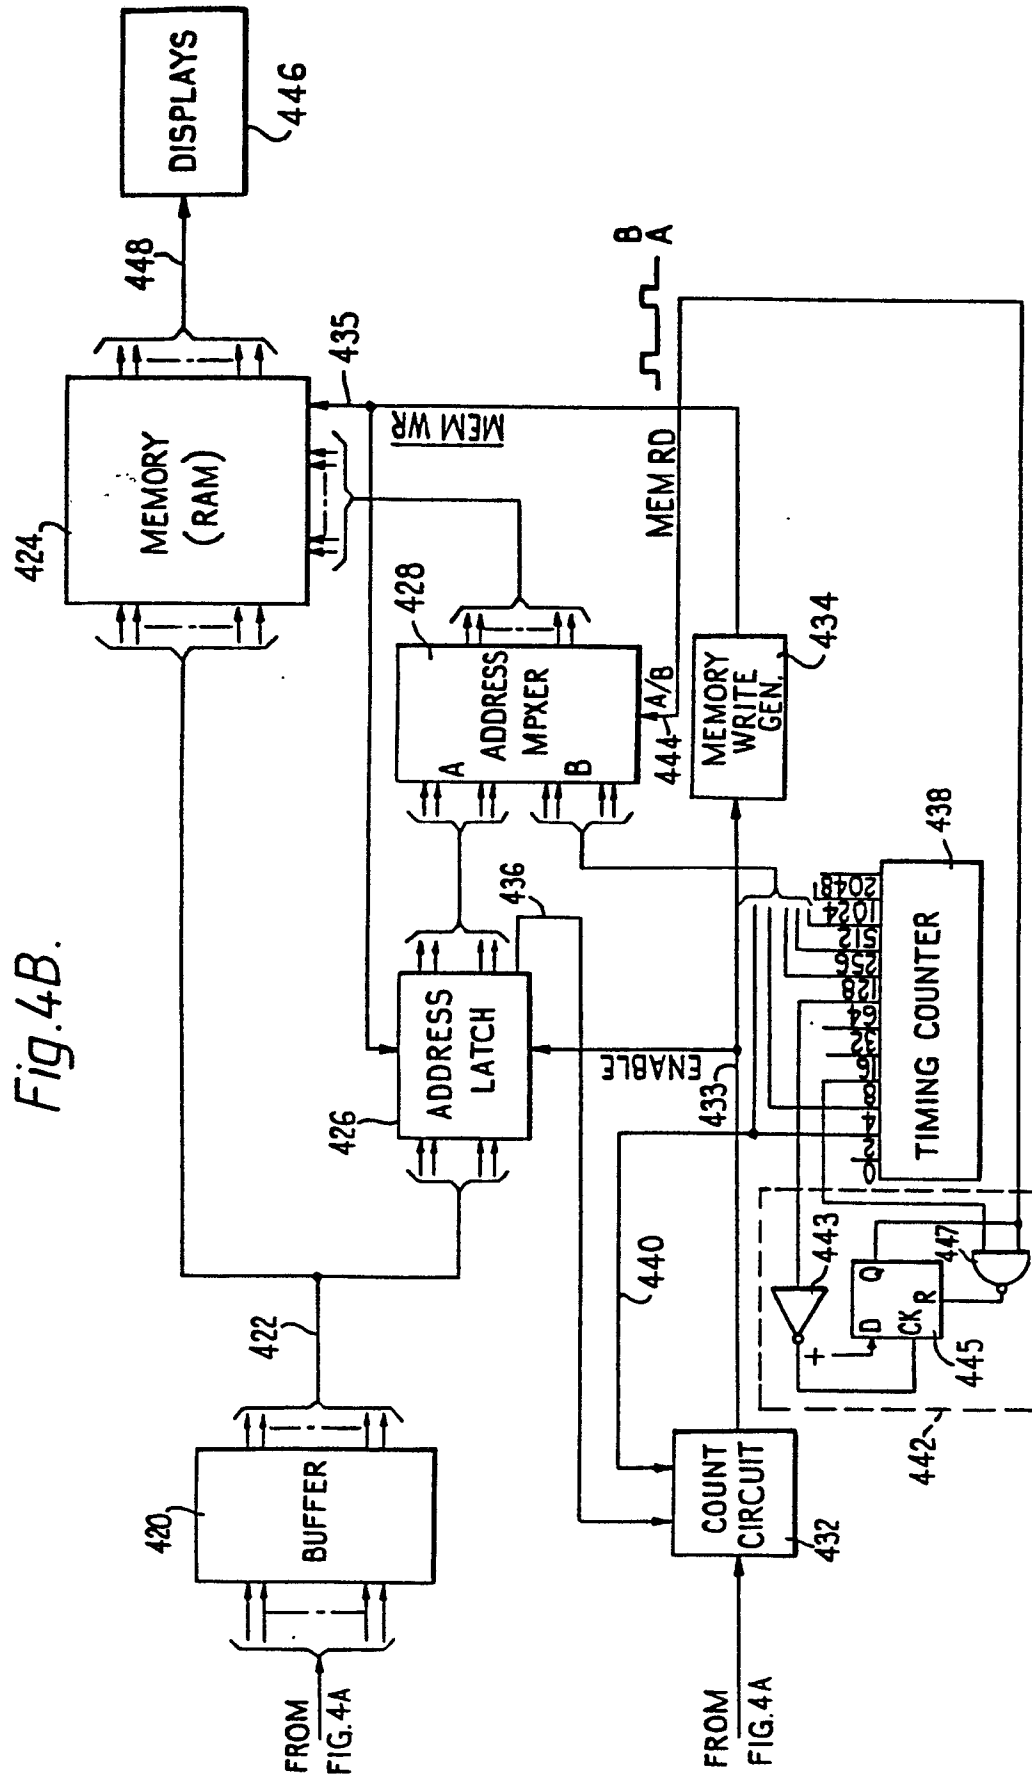 Fig.4B.
FROM
FIG.4A
420
BUFFER
422
424
MEMORY
(RAM)
448
DISPLAYS
446
435
MEM WR
426
ADDRESS
LATCH
436
428
ADDRESS
MPXER
A
B
A/B
444
MEM RD
B
A
ENABLE
433
MEMORY
WRITE
GEN.
434
440
FROM
FIG.4A
COUNT
CIRCUIT
432
442
443
+
D
Q
CK
R
445
447
0
2
4
8
16
32
64
128
256
512
1024
2048
TIMING COUNTER
438